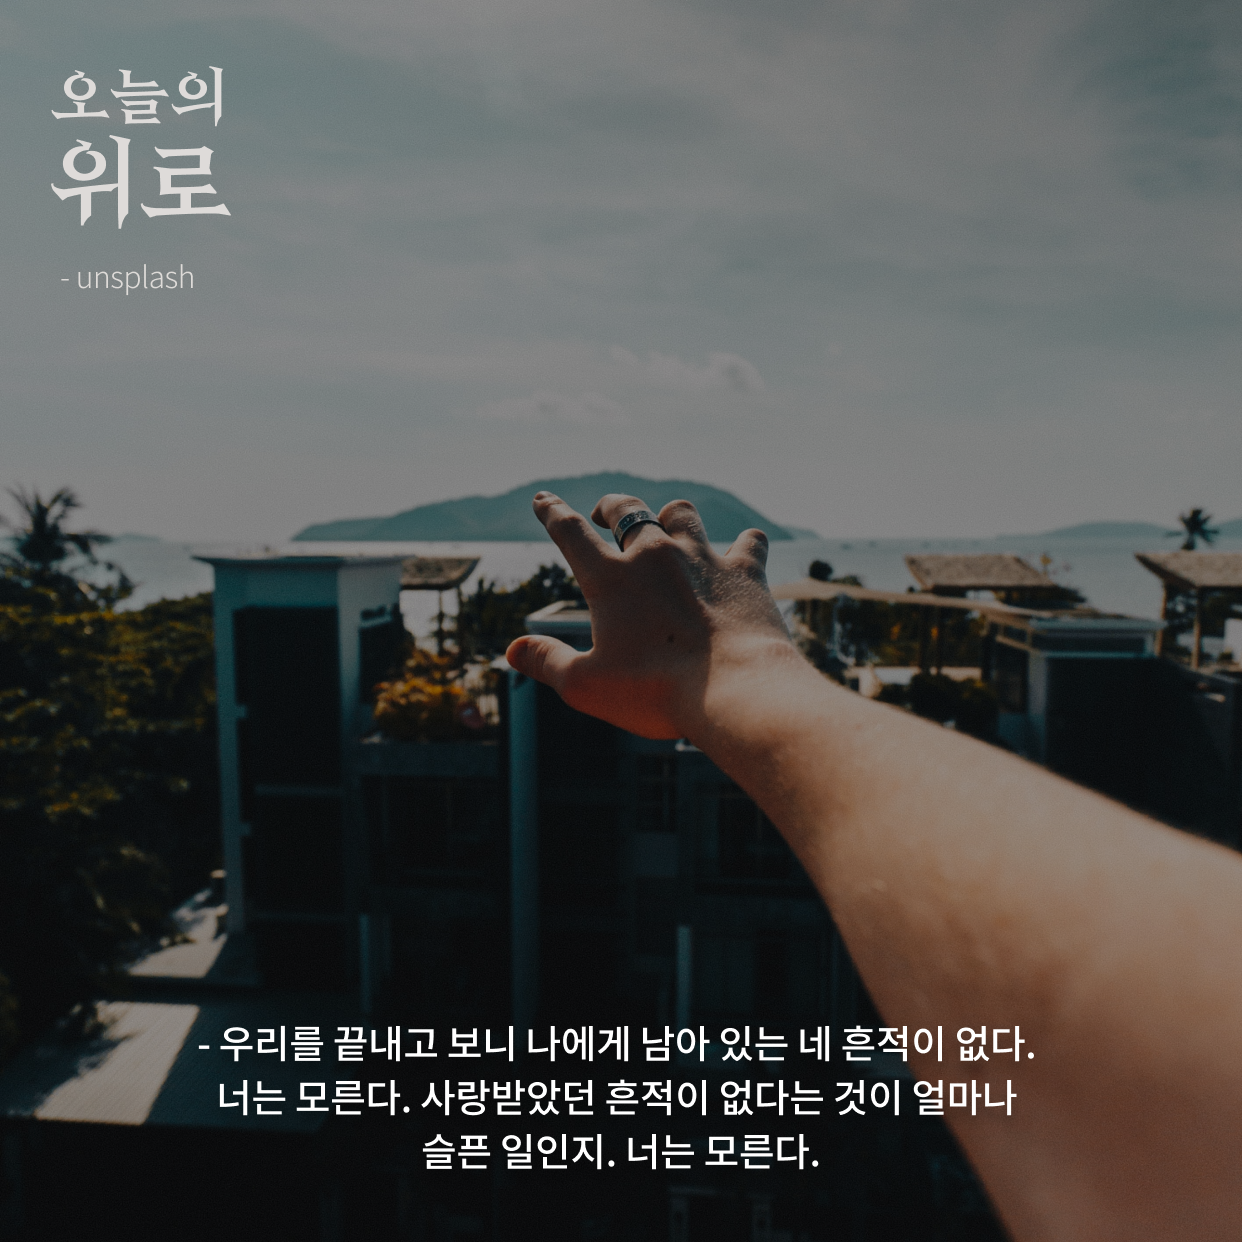 오늘의
위로
- unsplash
- 우리를 끝내고 보니 나에게 남아 있는 네 흔적이 없다.
너는 모른다. 사랑받았던 흔적이 없다는 것이 얼마나
슬픈 일인지. 너는 모른다.